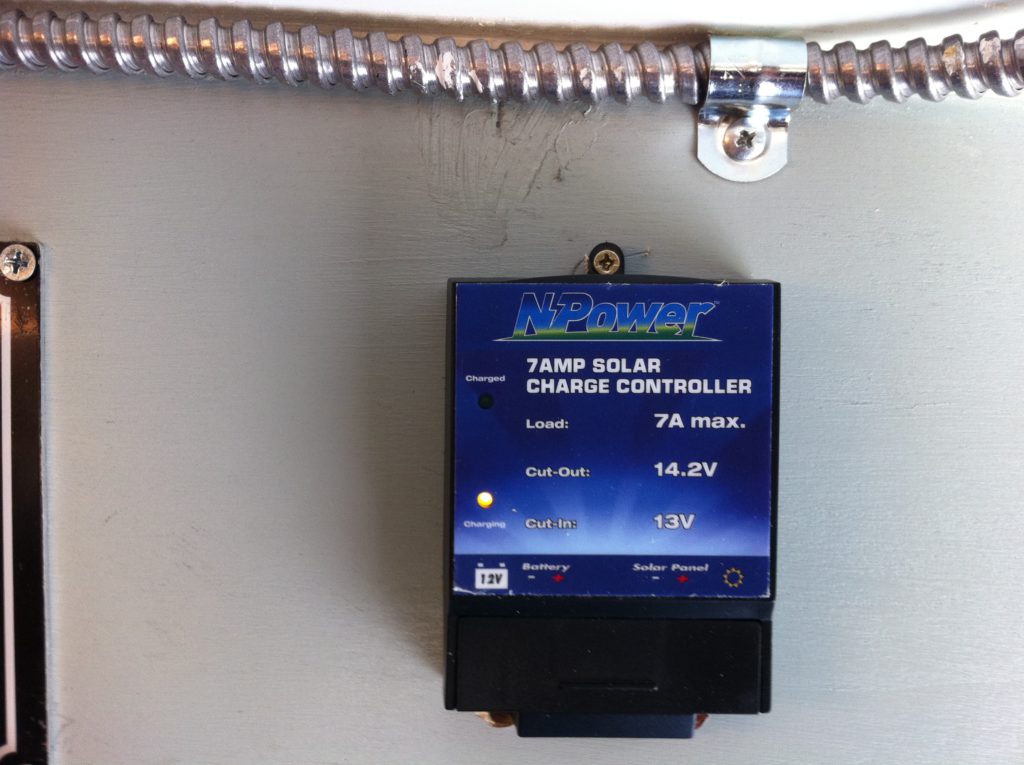 NPower™
7AMP SOLAR
CHARGE CONTROLLER
Charged
Load: 7A max.
Cut-Out: 14.2V
Charging
Cut-In: 13V
12V Battery Solar Panel
- + - +